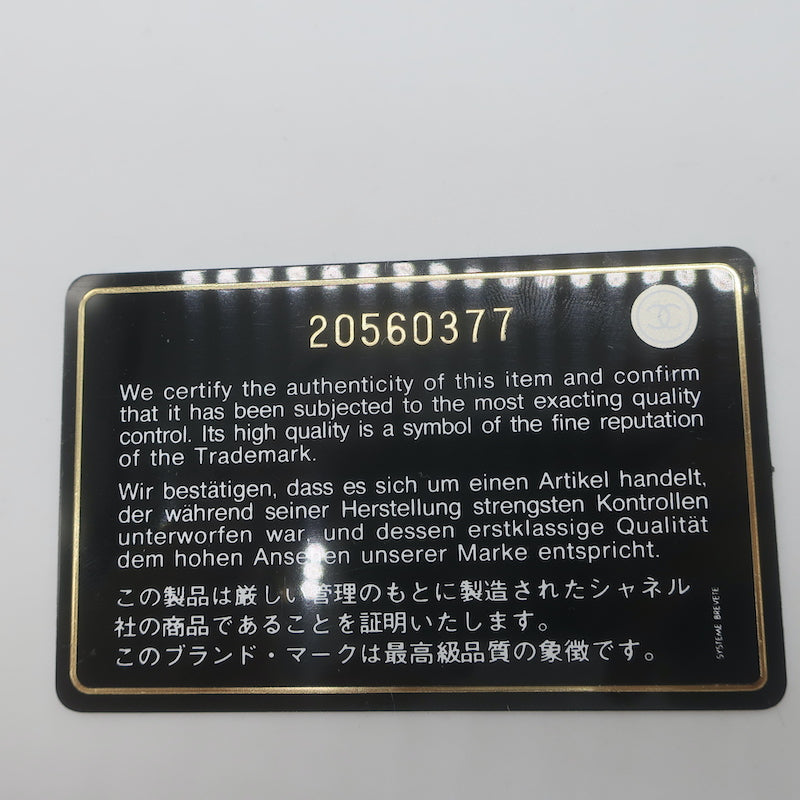 20560377
We certify the authenticity of this item and confirm
that it has been subjected to the most exacting quality
control. Its high quality is a symbol of the fine reputation
of the Trademark.
Wir bestätigen, dass es sich um einen Artikel handelt,
der während seiner Herstellung strengsten Kontrollen
unterworfen war, und dessen erstklassige Qualität
dem hohen Ansehen unserer Marke entspricht.
この製品は厳しい管理のもとに製造されたシャネル
社の商品であることを証明いたします。
このブランド・マークは最高級品質の象徴です。
SYSTEME BREVETE